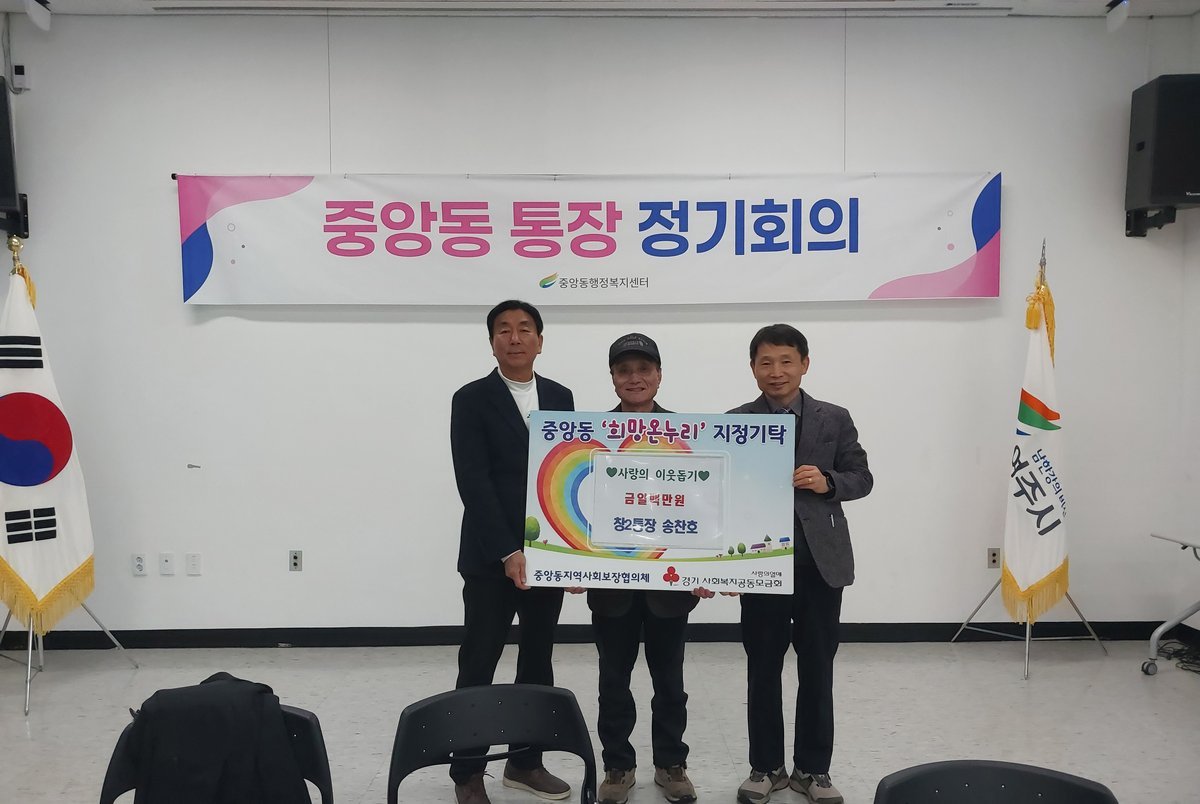 중앙동 통장 정기회의
중앙동행정복지센터
중앙동 '희망온누리' 지정기탁
♥사랑의 이웃돕기♥
금일백만원
창2통장 송찬호
중앙동지역사회보장협의체
사랑의열매
경기 사회복지공동모금회
남한강의
여주시